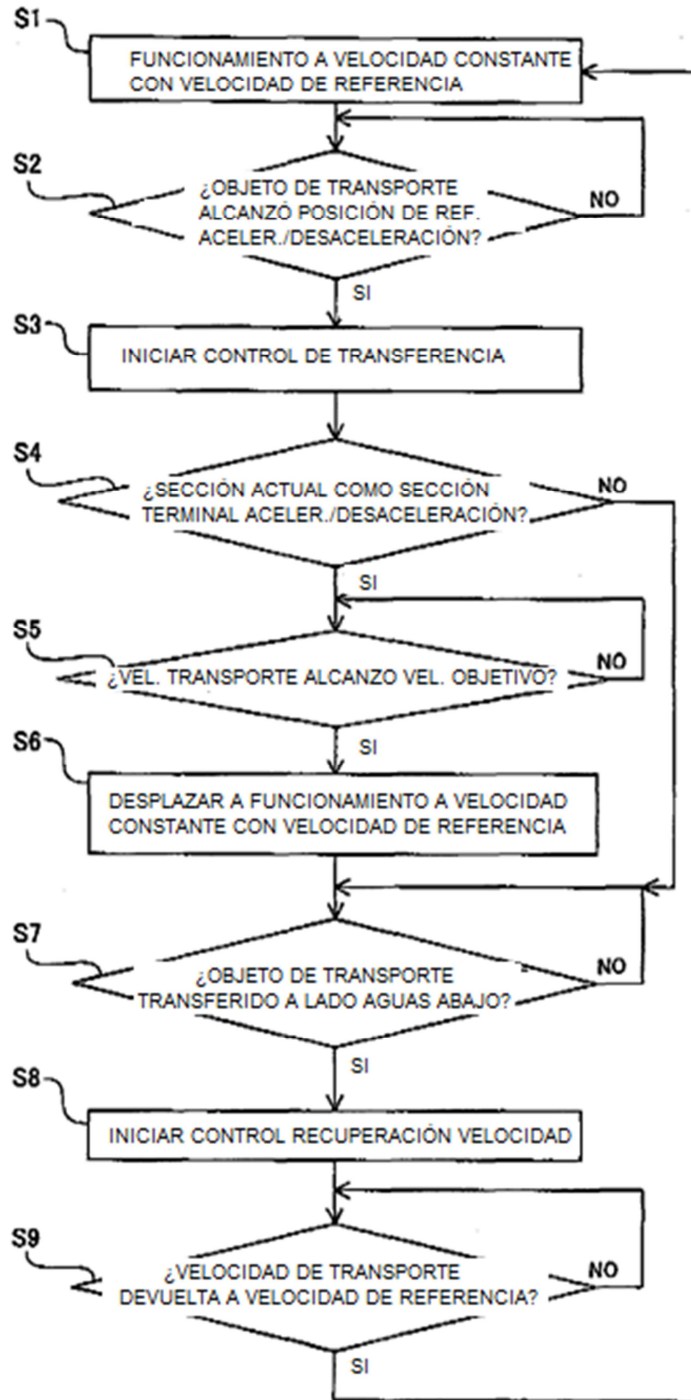 S1
FUNCIONAMIENTO A VELOCIDAD CONSTANTE
CON VELOCIDAD DE REFERENCIA
S2
¿OBJETO DE TRANSPORTE
ALCANZÓ POSICIÓN DE REF.
ACELER./DESACELERACIÓN?
NO
SI
S3
INICIAR CONTROL DE TRANSFERENCIA
S4
¿SECCIÓN ACTUAL COMO SECCIÓN
TERMINAL ACELER./DESACELERACIÓN?
NO
SI
S5
¿VEL. TRANSPORTE ALCANZO VEL. OBJETIVO?
NO
SI
S6
DESPLAZAR A FUNCIONAMIENTO A VELOCIDAD
CONSTANTE CON VELOCIDAD DE REFERENCIA
S7
¿OBJETO DE TRANSPORTE
TRANSFERIDO A LADO AGUAS ABAJO?
NO
SI
S8
INICIAR CONTROL RECUPERACIÓN VELOCIDAD
S9
¿VELOCIDAD DE TRANSPORTE
DEVUELTA A VELOCIDAD DE REFERENCIA?
NO
SI